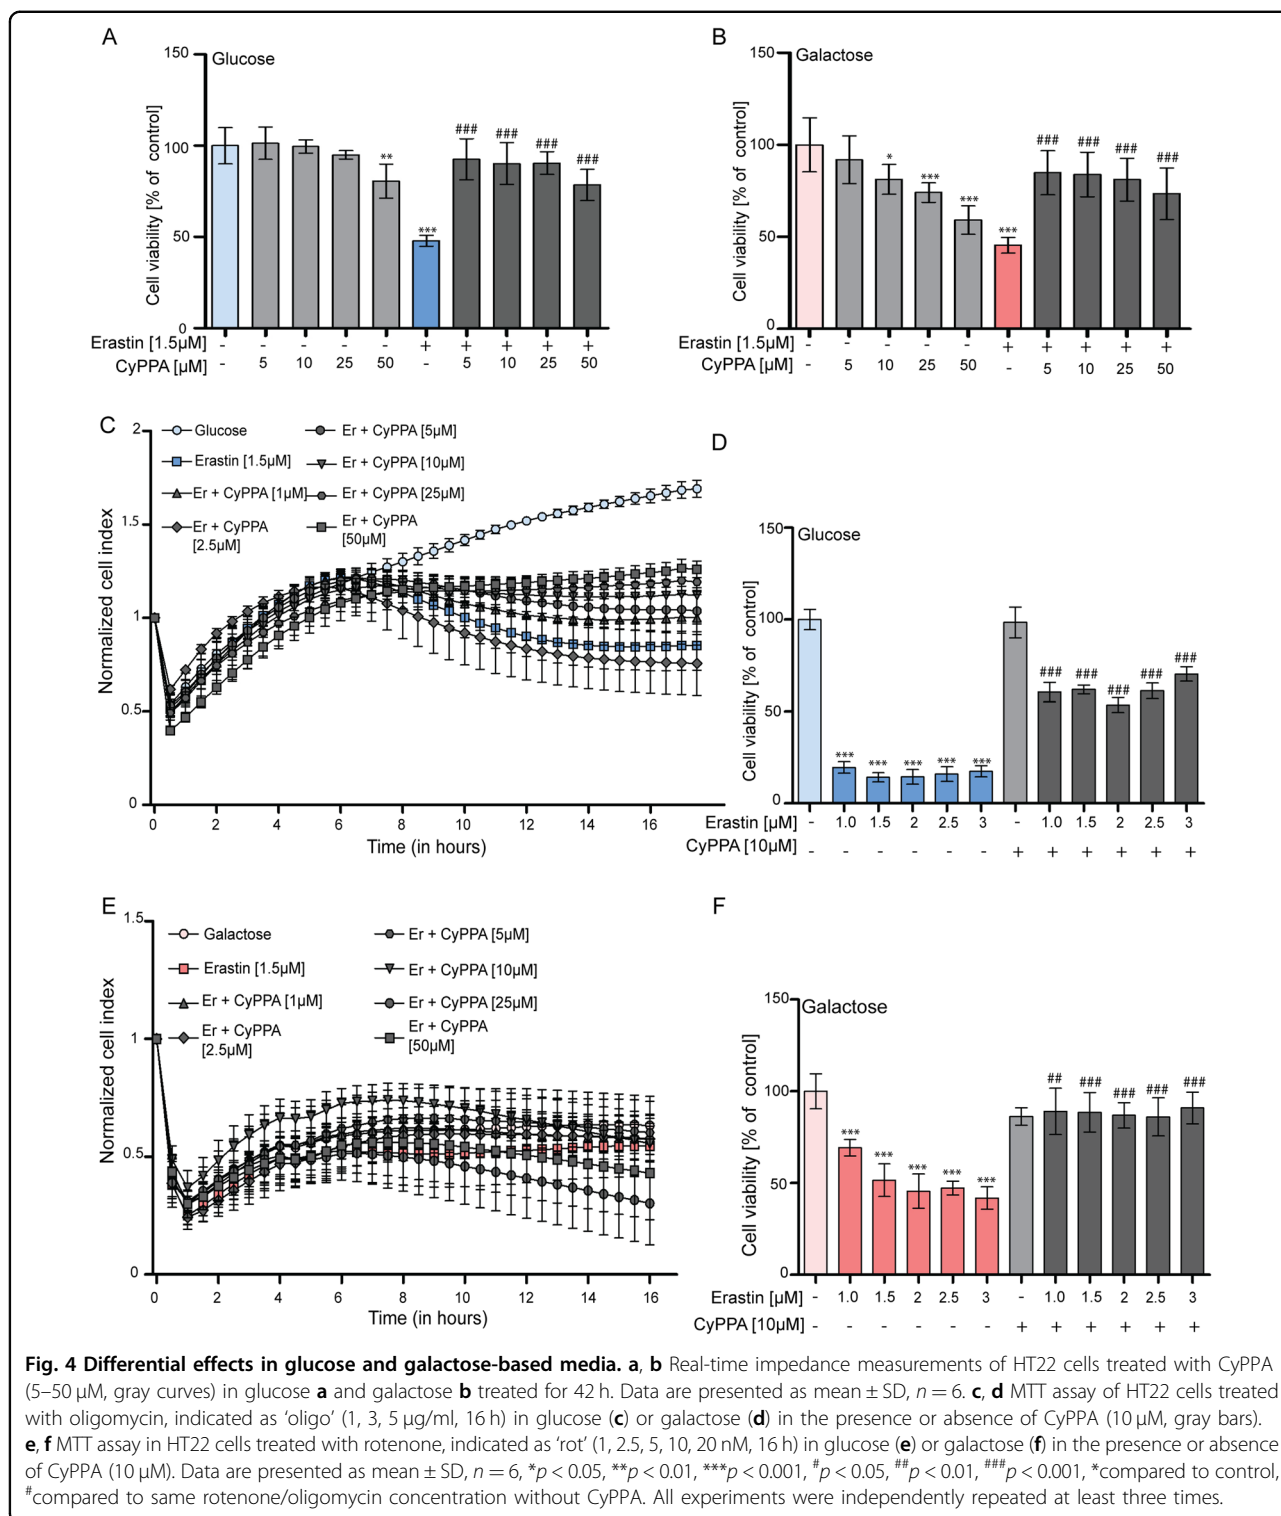 A
Glucose
150
100
50
0
Cell viability [% of control]
** *** ### ### ### ###
Erastin [1.5µM] - - - - - + + + + +
CyPPA [µM] - 5 10 25 50 - 5 10 25 50
B
Galactose
150
100
50
0
Cell viability [% of control]
* *** *** *** ### ### ### ###
Erastin [1.5µM] - - - - - + + + + +
CyPPA [µM] - 5 10 25 50 - 5 10 25 50
C
2
1.5
1
0.5
0
Normalized cell index
Glucose
Erastin [1.5µM]
Er + CyPPA [1µM]
Er + CyPPA
[2.5µM]
Er + CyPPA [5µM]
Er + CyPPA [10µM]
Er + CyPPA [25µM]
Er + CyPPA
[50µM]
0 2 4 6 8 10 12 14 16
Time (in hours)
D
Glucose
150
100
50
0
Cell viability [% of control]
*** *** *** *** *** ### ### ### ### ###
Erastin [µM] - 1.0 1.5 2 2.5 3 - 1.0 1.5 2 2.5 3
CyPPA [10µM] - - - - - - + + + + + +
E
1.5
1
0.5
0
Normalized cell index
Galactose
Erastin [1.5µM]
Er + CyPPA [1µM]
Er + CyPPA
[2.5µM]
Er + CyPPA [5µM]
Er + CyPPA [10µM]
Er + CyPPA [25µM]
Er + CyPPA
[50µM]
0 2 4 6 8 10 12 14 16
Time (in hours)
F
Galactose
150
100
50
0
Cell viability [% of control]
*** *** *** *** *** ## ### ### ### ###
Erastin [µM] - 1.0 1.5 2 2.5 3 - 1.0 1.5 2 2.5 3
CyPPA [10µM] - - - - - - + + + + + +
Fig. 4 Differential effects in glucose and galactose-based media. a, b Real-time impedance measurements of HT22 cells treated with CyPPA
(5–50 µM, gray curves) in glucose a and galactose b treated for 42 h. Data are presented as mean ± SD, n = 6. c, d MTT assay of HT22 cells treated
with oligomycin, indicated as ‘oligo’ (1, 3, 5 µg/ml, 16 h) in glucose (c) or galactose (d) in the presence or absence of CyPPA (10 µM, gray bars).
e, f MTT assay in HT22 cells treated with rotenone, indicated as ‘rot’ (1, 2.5, 5, 10, 20 nM, 16 h) in glucose (e) or galactose (f) in the presence or absence
of CyPPA (10 µM). Data are presented as mean ± SD, n = 6, *p < 0.05, **p < 0.01, ***p < 0.001, #p < 0.05, ##p < 0.01, ###p < 0.001, *compared to control,
#compared to same rotenone/oligomycin concentration without CyPPA. All experiments were independently repeated at least three times.